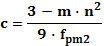 c = (3 − m · n²) / (9 · f_pm2)